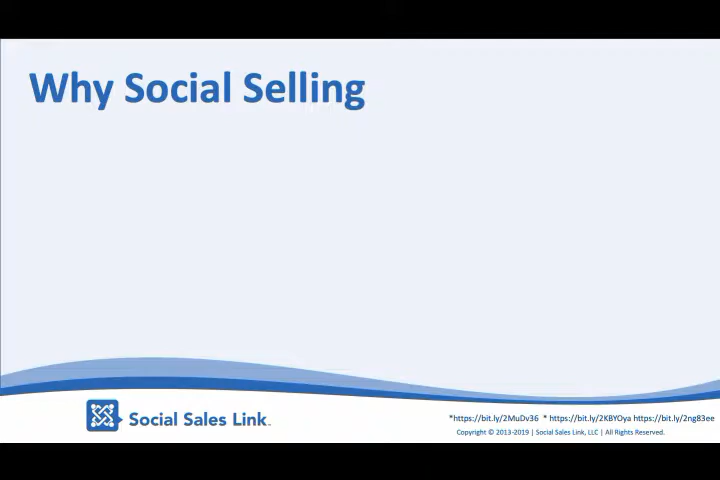 Why Social Selling
Social Sales Link™
*https://bit.ly/2MuDv36 * https://bit.ly/2KBYOya https://bit.ly/2ng83ee
Copyright © 2013-2019 | Social Sales Link, LLC | All Rights Reserved.